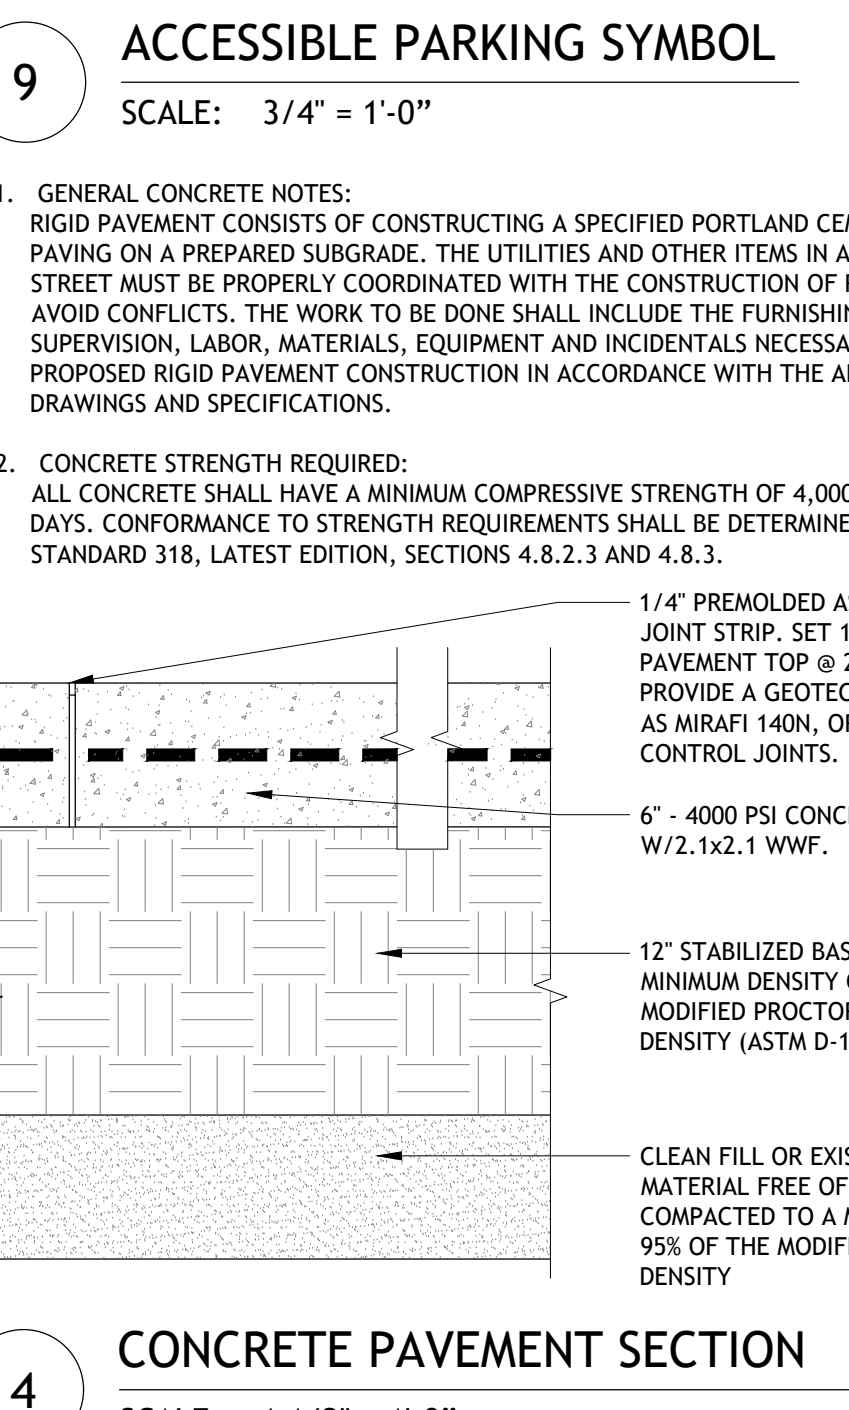 9
ACCESSIBLE PARKING SYMBOL
SCALE: 3/4" = 1'-0”
1. GENERAL CONCRETE NOTES:
RIGID PAVEMENT CONSISTS OF CONSTRUCTING A SPECIFIED PORTLAND
PAVING ON A PREPARED SUBGRADE. THE UTILITIES AND OTHER ITEMS IN
STREET MUST BE PROPERLY COORDINATED WITH THE CONSTRUCTION OF
AVOID CONFLICTS. THE WORK TO BE DONE SHALL INCLUDE THE
SUPERVISION, LABOR, MATERIALS, EQUIPMENT AND INCIDENTALS
PROPOSED RIGID PAVEMENT CONSTRUCTION IN ACCORDANCE WITH THE
DRAWINGS AND SPECIFICATIONS.
2. CONCRETE STRENGTH REQUIRED:
ALL CONCRETE SHALL HAVE A MINIMUM COMPRESSIVE STRENGTH OF 4,000
DAYS. CONFORMANCE TO STRENGTH REQUIREMENTS SHALL BE
STANDARD 318, LATEST EDITION, SECTIONS 4.8.2.3 AND 4.8.3.
1/4" PREMOLDED
JOINT STRIP. SET
PAVEMENT TOP @
PROVIDE A
AS MIRAFI 140N,
CONTROL JOINTS.
6" - 4000 PSI
W/2.1x2.1 WWF.
12" STABILIZED
MINIMUM DENSITY
MODIFIED
DENSITY (ASTM
CLEAN FILL OR
MATERIAL FREE OF
COMPACTED TO A
95% OF THE
DENSITY
4
CONCRETE PAVEMENT SECTION